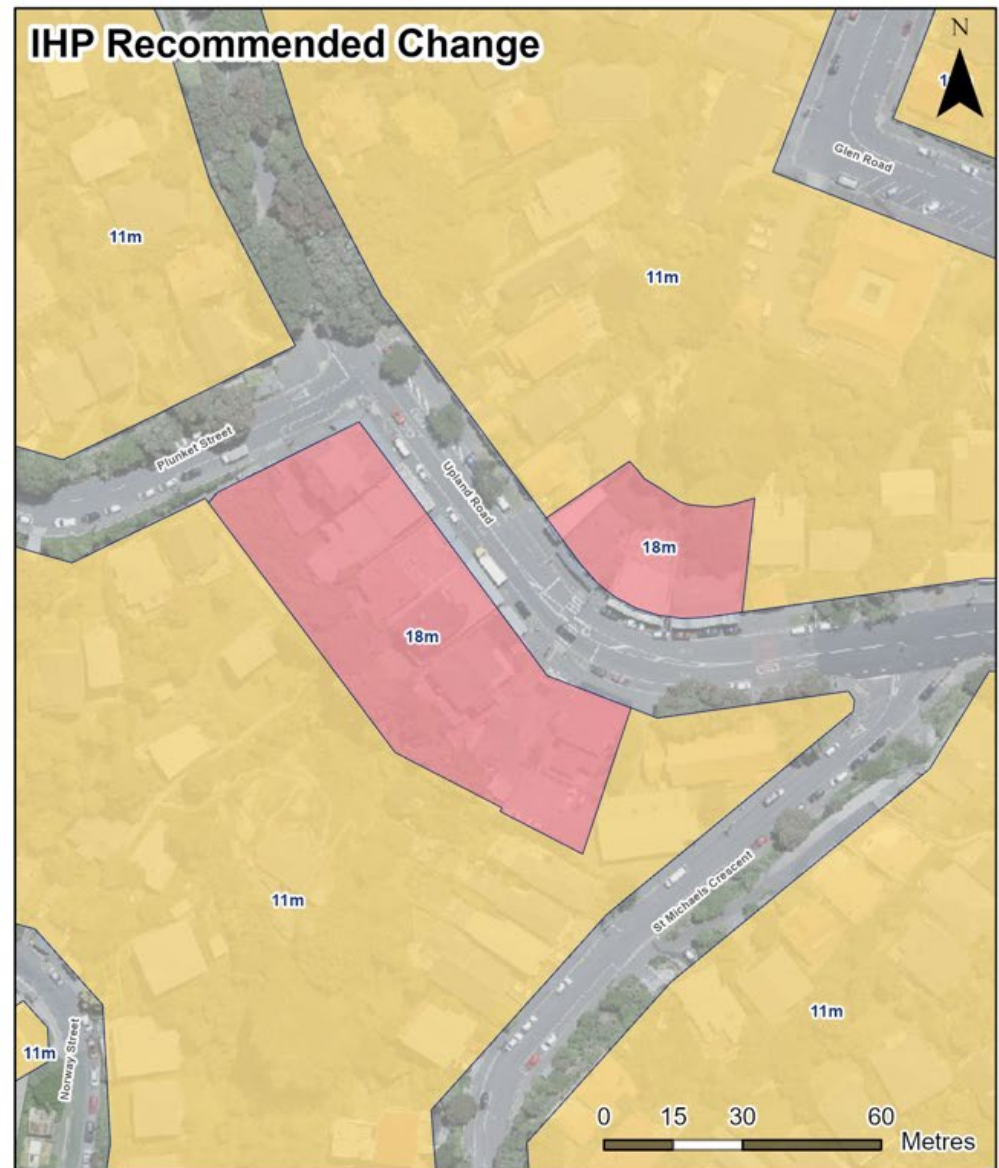 IHP Recommended Change
N
Glen Road
11m
11m
Plunket Street
Upland Road
18m
18m
11m
St Michaels Crescent
11m
11m
Norway Street
0 15 30 60
Metres